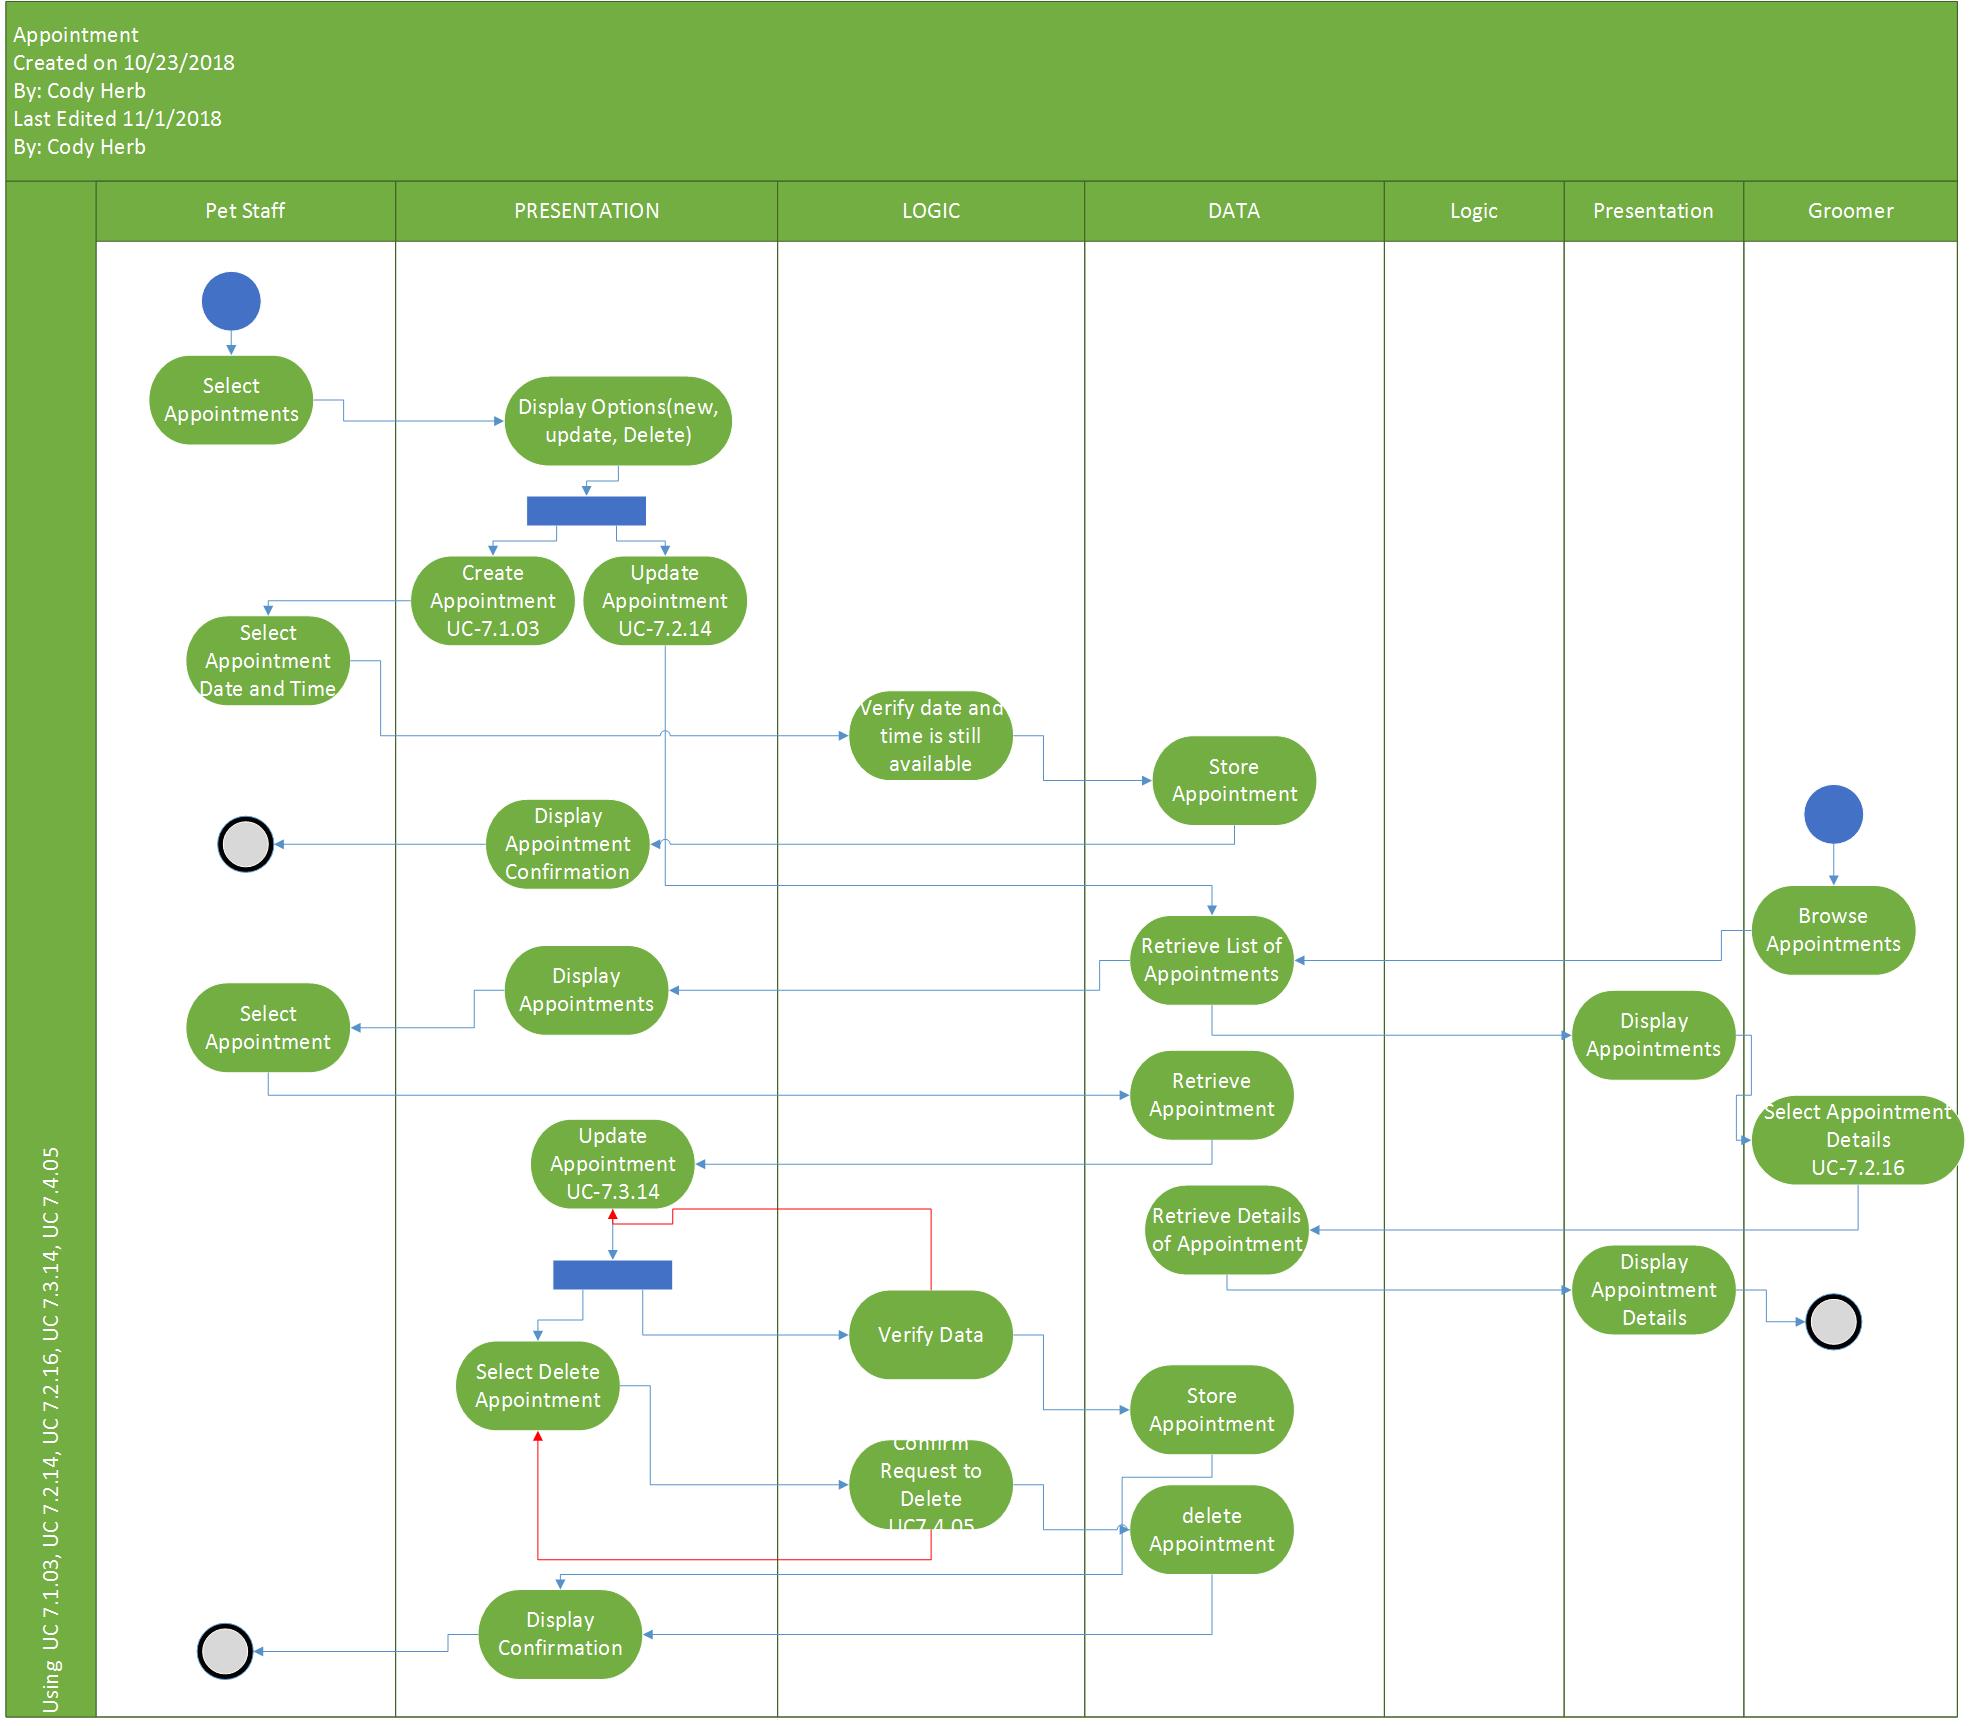 Appointment
Created on 10/23/2018
By: Cody Herb
Last Edited 11/1/2018
By: Cody Herb
Pet Staff
PRESENTATION
LOGIC
DATA
Logic
Presentation
Groomer
Select
Appointments
Display Options(new,
update, Delete)
Create
Appointment
UC-7.1.03
Update
Appointment
UC-7.2.14
Select
Appointment
Date and Time
Verify date and
time is still
available
Store
Appointment
Display
Appointment
Confirmation
Browse
Appointments
Retrieve List of
Appointments
Display
Appointments
Select
Appointment
Display
Appointments
Retrieve
Appointment
Select Appointment
Details
UC-7.2.16
Update
Appointment
UC-7.3.14
Retrieve Details
of Appointment
Display
Appointment
Details
Verify Data
Select Delete
Appointment
Store
Appointment
Confirm
Request to
Delete
UC7.4.05
delete
Appointment
Display
Confirmation
Using  UC 7.1.03, UC 7.2.14, UC 7.2.16, UC 7.3.14, UC 7.4.05